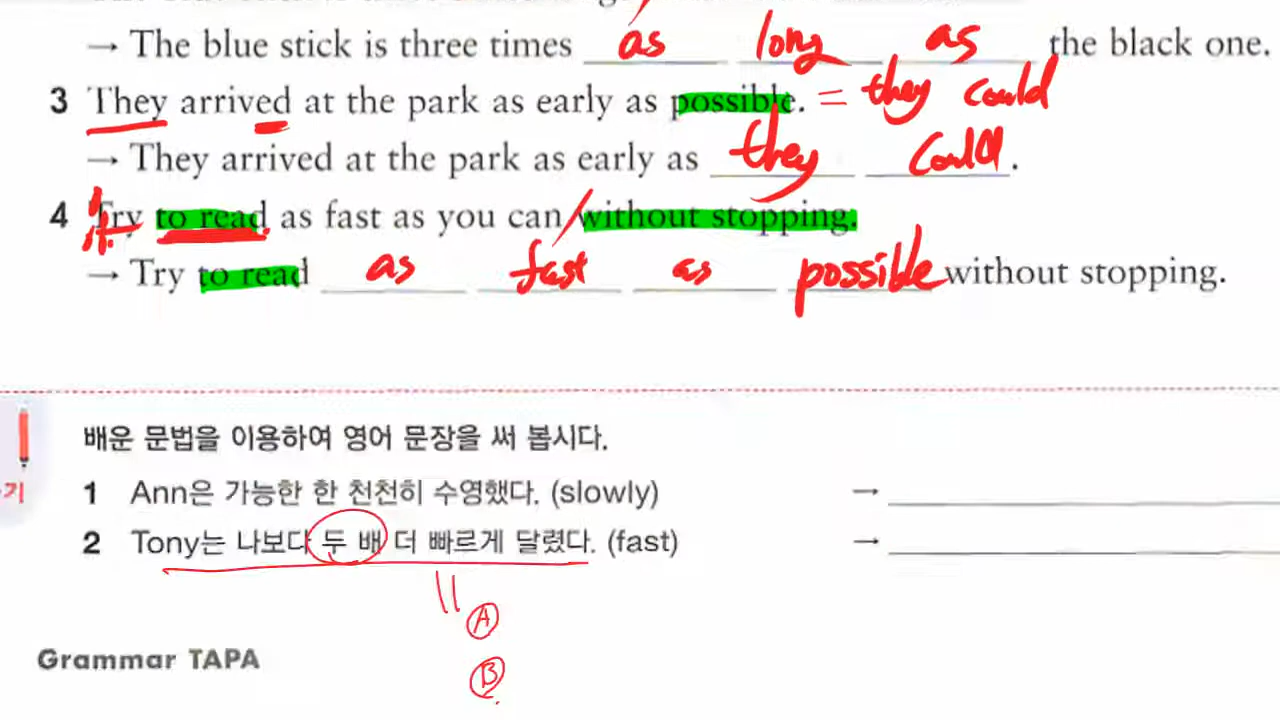 → The blue stick is three times as long as the black one.
3 They arrived at the park as early as possible. = they could
→ They arrived at the park as early as they could.
4 Try to read as fast as you can / without stopping.
→ Try to read as fast as possible without stopping.
배운 문법을 이용하여 영어 문장을 써 봅시다.
기
1 Ann은 가능한 한 천천히 수영했다. (slowly) →
2 Tony는 나보다 두 배 더 빠르게 달렸다. (fast) →
A
B
Grammar TAPA